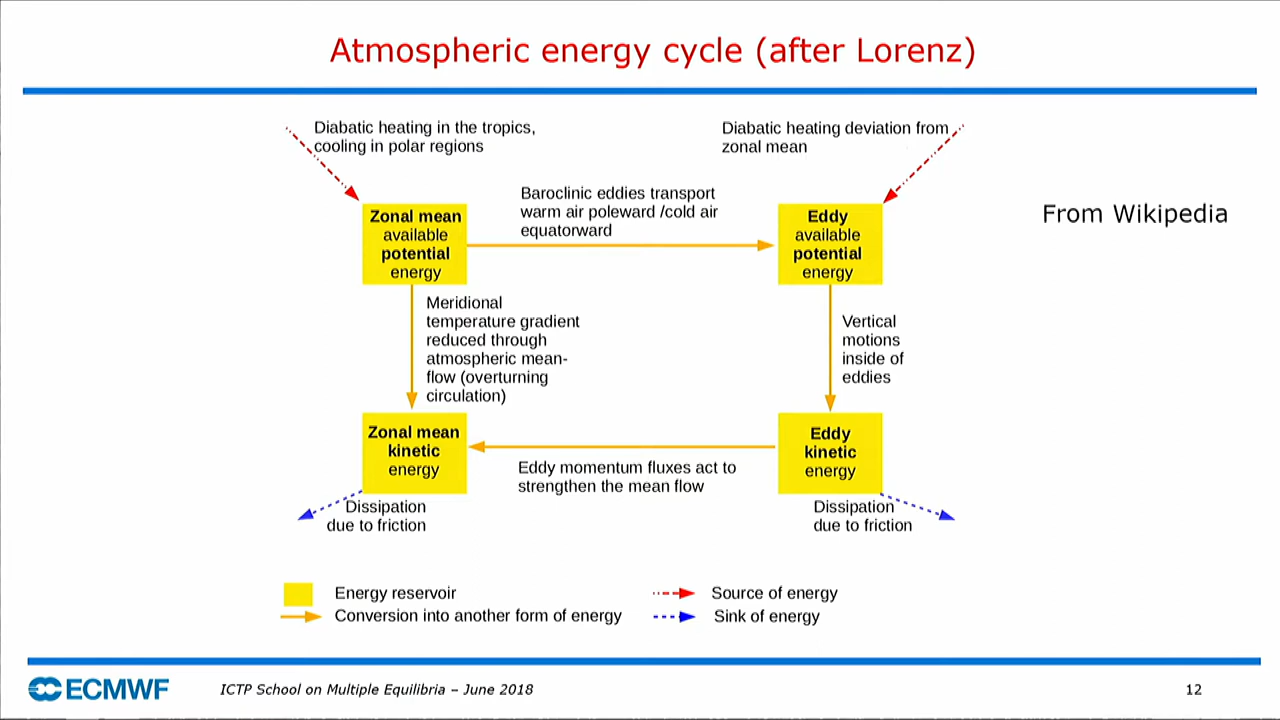 Atmospheric energy cycle (after Lorenz)
Diabatic heating in the tropics,
cooling in polar regions
Diabatic heating deviation from
zonal mean
Baroclinic eddies transport
warm air poleward /cold air
equatorward
From Wikipedia
Zonal mean
available
potential
energy
Eddy
available
potential
energy
Meridional
temperature gradient
reduced through
atmospheric mean-
flow (overturning
circulation)
Vertical
motions
inside of
eddies
Zonal mean
kinetic
energy
Eddy
kinetic
energy
Eddy momentum fluxes act to
strengthen the mean flow
Dissipation
due to friction
Dissipation
due to friction
Energy reservoir
Source of energy
Conversion into another form of energy
Sink of energy
ECMWF
ICTP School on Multiple Equilibria – June 2018
12